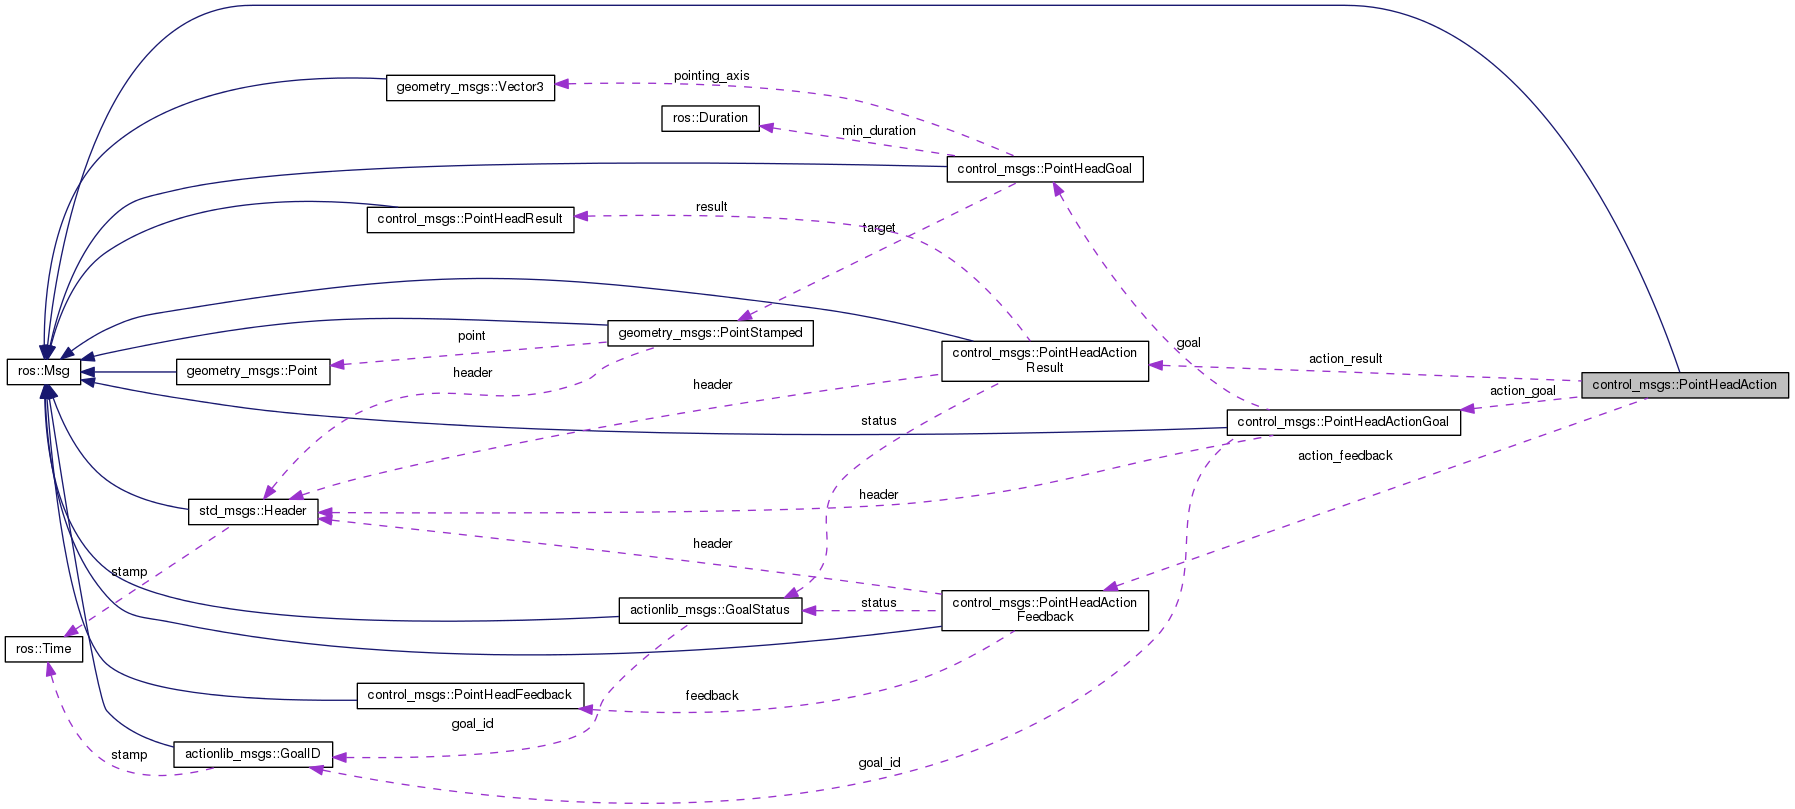 pointing_axis
geometry_msgs::Vector3
ros::Duration
min_duration
control_msgs::PointHeadGoal
result
control_msgs::PointHeadResult
target
geometry_msgs::PointStamped
point
goal
control_msgs::PointHeadAction
Result
action_result
ros::Msg
geometry_msgs::Point
header
header
control_msgs::PointHeadAction
action_goal
status
control_msgs::PointHeadActionGoal
action_feedback
header
std_msgs::Header
header
stamp
actionlib_msgs::GoalStatus
status
control_msgs::PointHeadAction
Feedback
ros::Time
control_msgs::PointHeadFeedback
feedback
goal_id
actionlib_msgs::GoalID
stamp
goal_id